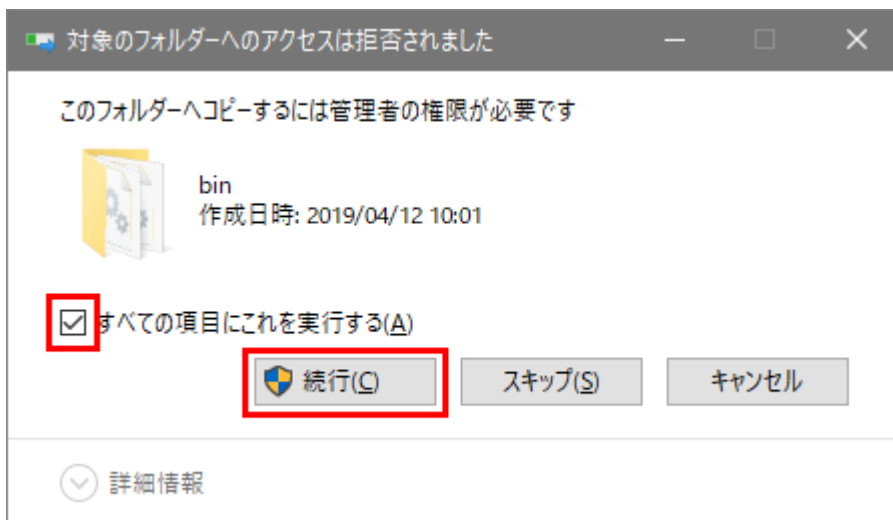 対象のフォルダーへのアクセスは拒否されました
このフォルダーへコピーするには管理者の権限が必要です
bin
作成日時: 2019/04/12 10:01
すべての項目にこれを実行する(A)
続行(C) スキップ(S) キャンセル
詳細情報